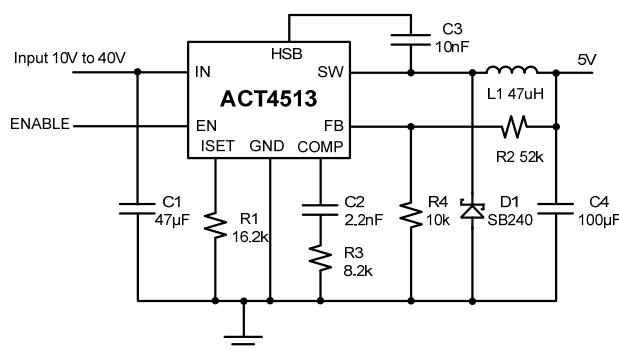 C3
10nF
HSB
Input 10V to 40V
IN
SW
5V
ACT4513
L1 47uH
ENABLE
EN
FB
ISET
GND
COMP
R2 52k
C1
47µF
R1
16.2k
C2
2.2nF
R3
8.2k
R4
10k
D1
SB240
C4
100µF